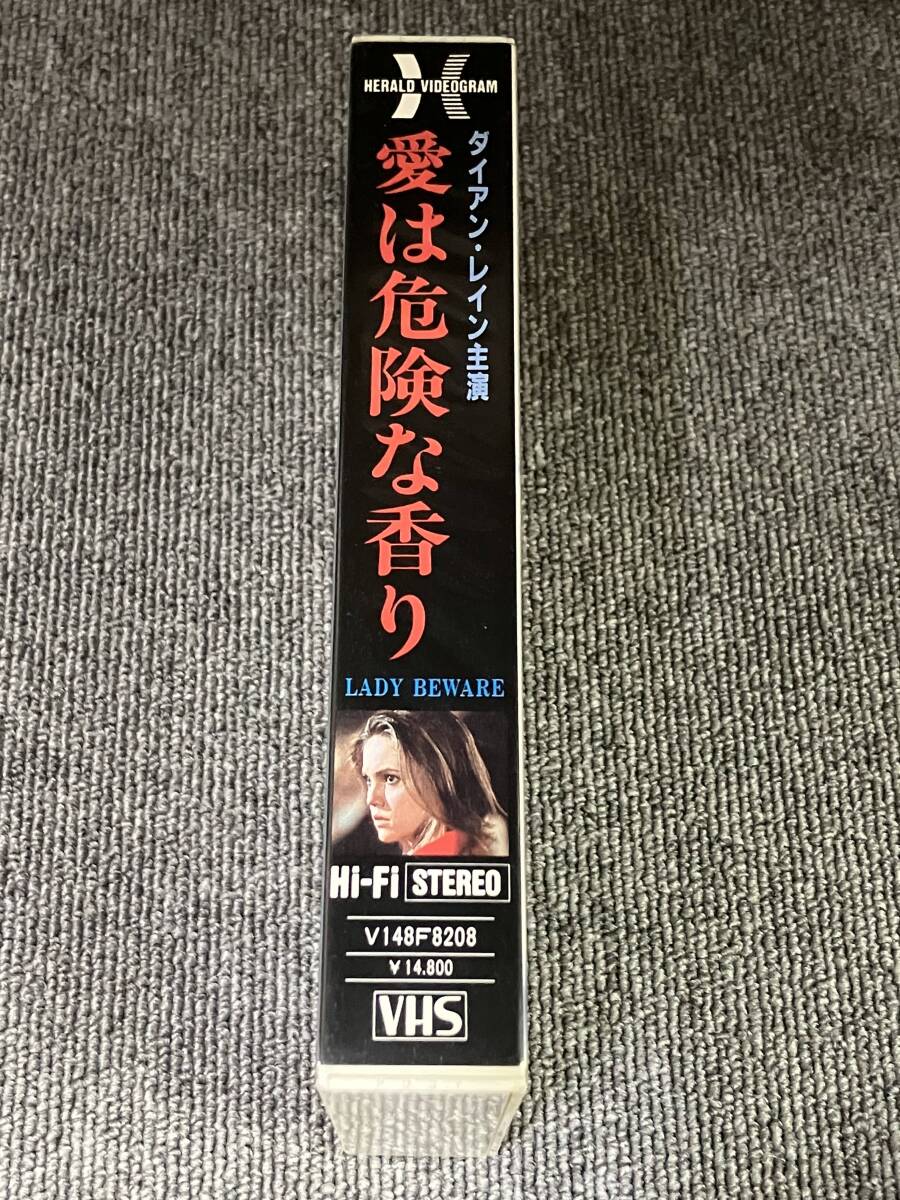 HERALD VIDEOGRAM
ダイアン・レイン主演
愛は危険な香り
LADY BEWARE
Hi-Fi STEREO
V148F8208
¥14.800
VHS